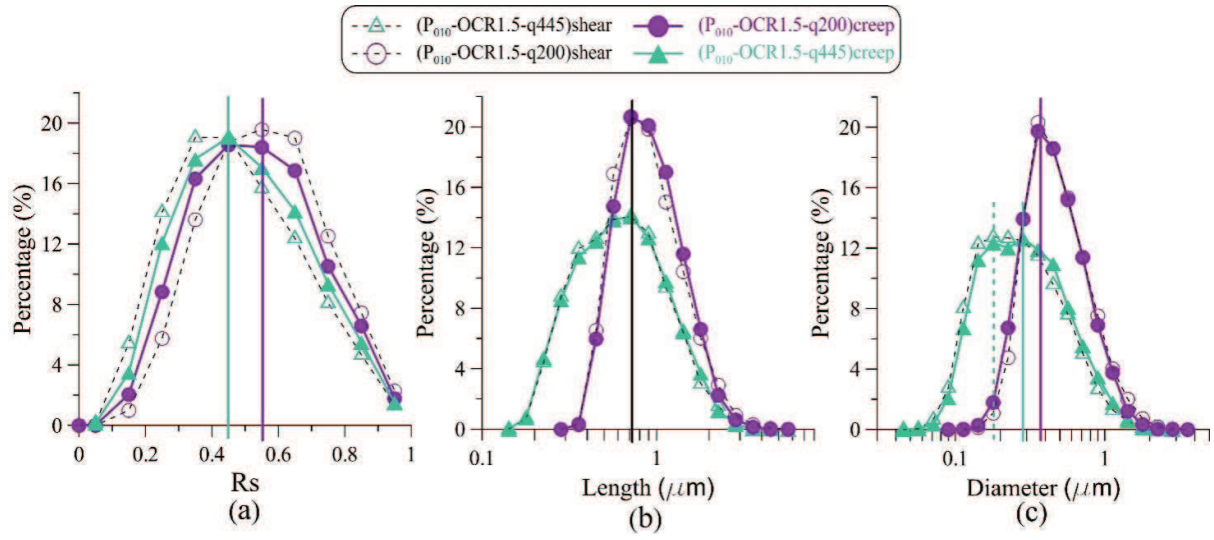 (P₀₁₀-OCR1.5-q445)shear (P₀₁₀-OCR1.5-q200)creep
(P₀₁₀-OCR1.5-q200)shear (P₀₁₀-OCR1.5-q445)creep
Percentage (%)
20
16
12
8
4
0
0 0.2 0.4 0.6 0.8 1
Rs
(a)
Percentage (%)
20
16
12
8
4
0
0.1 1
Length (μm)
(b)
Percentage (%)
20
16
12
8
4
0
0.1 1
Diameter (μm)
(c)